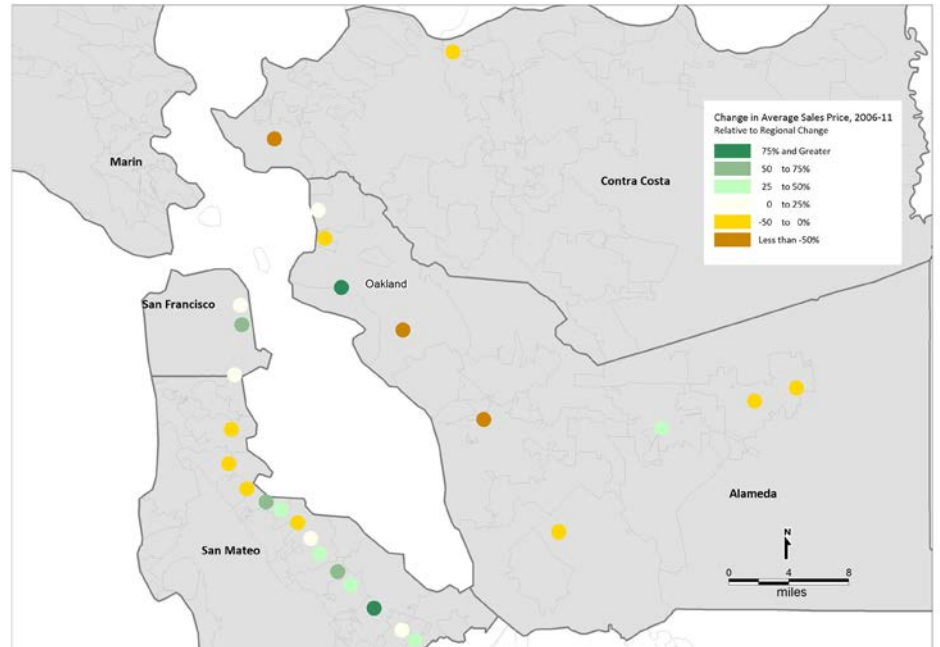 Change in Average Sales Price, 2006-11
Relative to Regional Change
75% and Greater
50 to 75%
25 to 50%
0 to 25%
-50 to 0%
Less than -50%
Marin
Contra Costa
Oakland
San Francisco
Alameda
San Mateo
N
0 4 8
miles